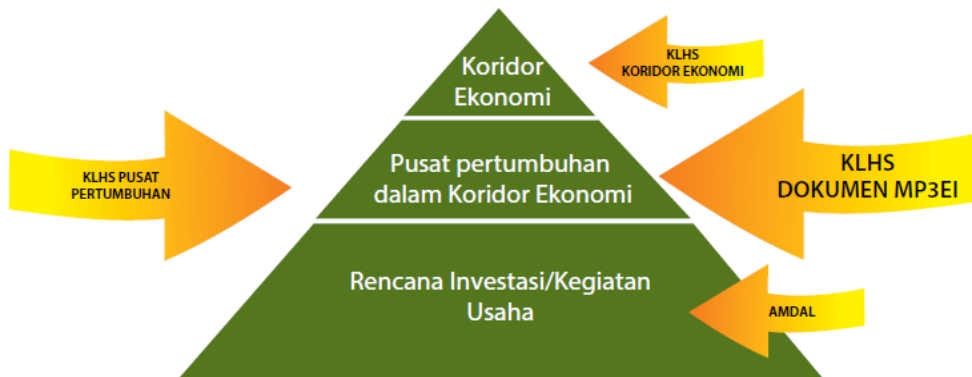 Koridor
Ekonomi
KLHS
KORIDOR EKONOMI
KLHS PUSAT
PERTUMBUHAN
Pusat pertumbuhan
dalam Koridor Ekonomi
KLHS
DOKUMEN MP3EI
Rencana Investasi/Kegiatan
Usaha
AMDAL